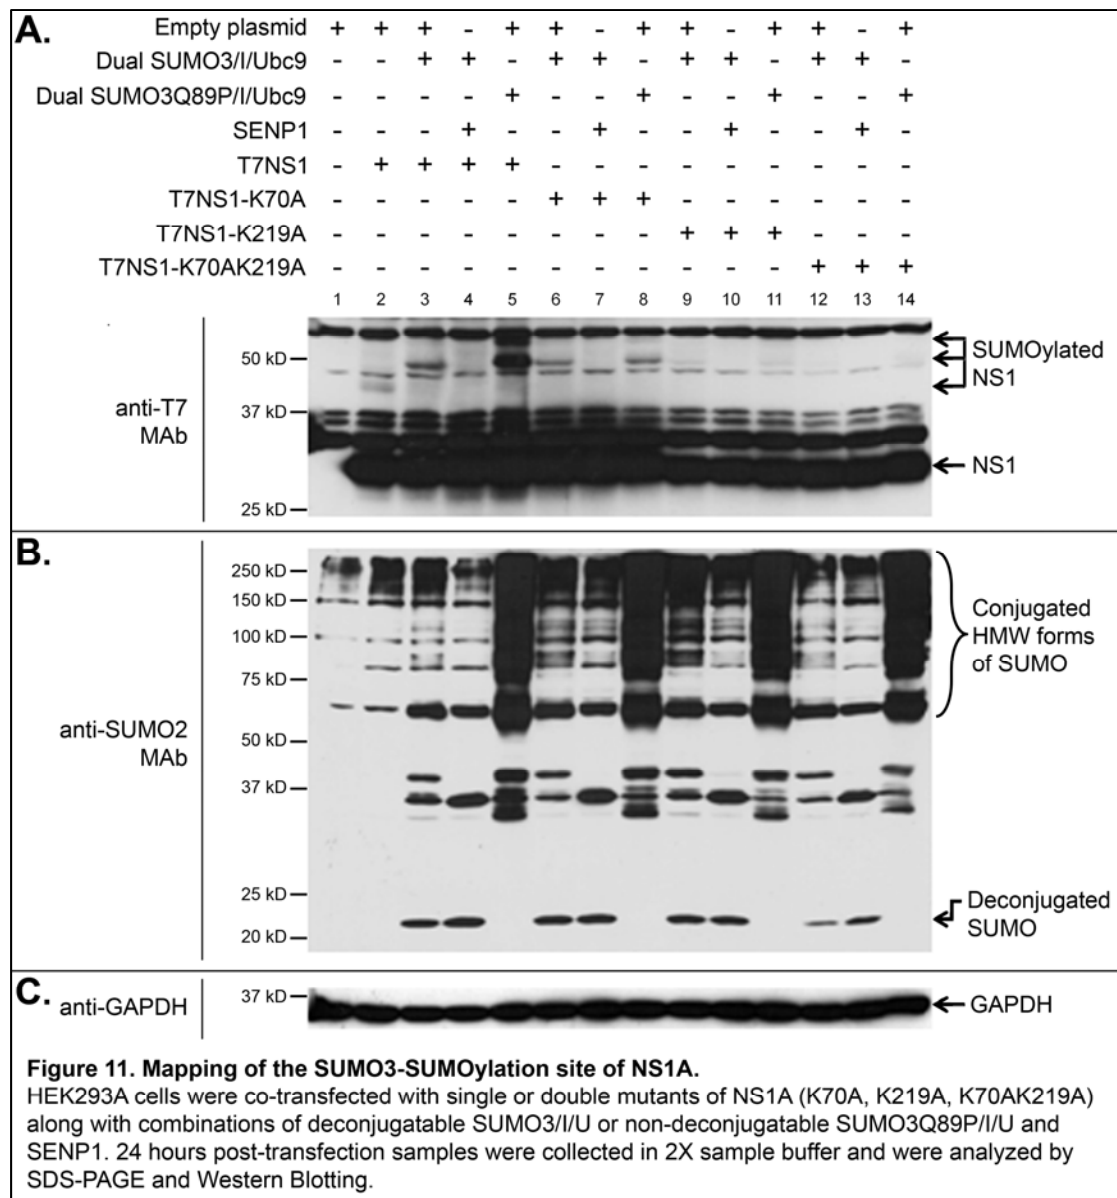 A.
Empty plasmid + + + - + + - + + - + + - +
Dual SUMO3/I/Ubc9 - - + + - + + - + + - + + -
Dual SUMO3Q89P/I/Ubc9 - - - - + - - + - - + - - +
SENP1 - - - + - - + - - + - - + -
T7NS1 - + + + + - - - - - - - - -
T7NS1-K70A - - - - - + + + - - - - - -
T7NS1-K219A - - - - - - - - + + + - - -
T7NS1-K70AK219A - - - - - - - - - - - + + +
1 2 3 4 5 6 7 8 9 10 11 12 13 14
anti-T7
MAb
50 kD
37 kD
25 kD
SUMOylated
NS1
NS1
B.
anti-SUMO2
MAb
250 kD
150 kD
100 kD
75 kD
50 kD
37 kD
25 kD
20 kD
Conjugated
HMW forms
of SUMO
Deconjugated
SUMO
C.
anti-GAPDH
37 kD
GAPDH
Figure 11. Mapping of the SUMO3-SUMOylation site of NS1A.
HEK293A cells were co-transfected with single or double mutants of NS1A (K70A, K219A, K70AK219A)
along with combinations of deconjugatable SUMO3/I/U or non-deconjugatable SUMO3Q89P/I/U and
SENP1. 24 hours post-transfection samples were collected in 2X sample buffer and were analyzed by
SDS-PAGE and Western Blotting.